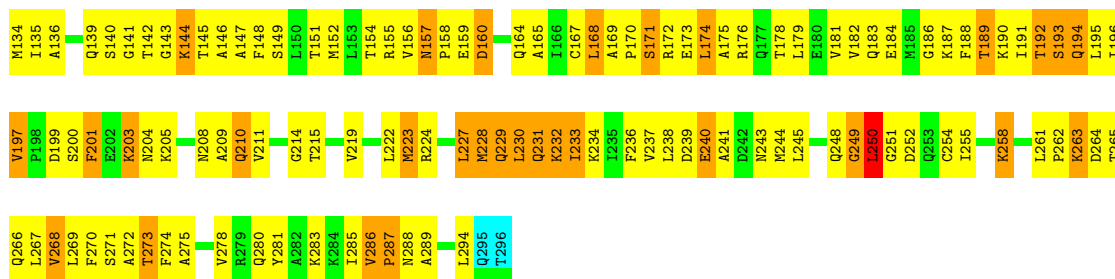 M134 I135 A136 Q139 S140 G141 T142 G143 K144 T145 A146 A147 F148 S149 L150 T151 M152 L153 T154 R155 V156 N157 P158 E159 D160 Q164 A165 I166 C167 L168 A169 P170 S171 R172 E173 L174 A175 R176 Q177 T178 L179 E180 V181 V182 Q183 E184 M185 G186 K187 F188 T189 K190 I191 T192 S193 Q194 L195 I196
V197 P198 D199 S200 F201 E202 K203 N204 K205 N208 A209 Q210 V211 G214 T215 V219 L222 M223 R224 L227 M228 Q229 L230 Q231 K232 I233 K234 I235 F236 V237 L238 D239 E240 A241 D242 N243 M244 L245 Q248 G249 L250 G251 D252 Q253 C254 I255 K258 L261 P262 K263 D264 T265
Q266 L267 V268 L269 F270 S271 A272 T273 F274 A275 V278 R279 Q280 Y281 A282 K283 K284 I285 V286 P287 N288 A289 L294 Q295 T296